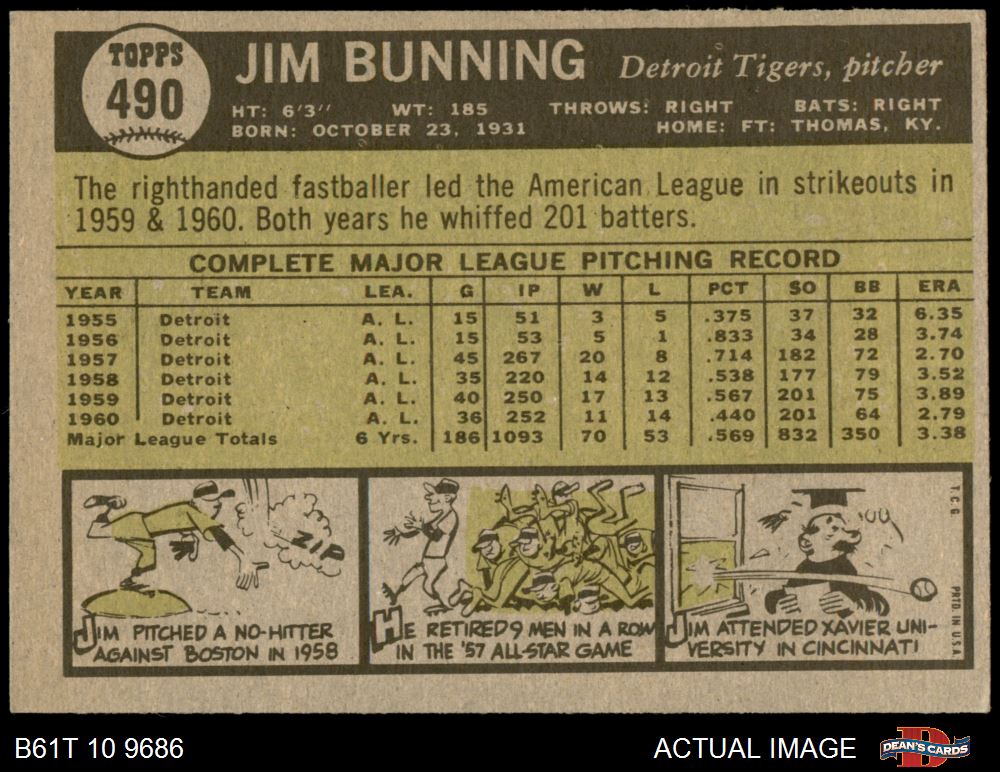 TOPPS
490
JIM BUNNING Detroit Tigers, pitcher
HT: 6'3" WT: 185 THROWS: RIGHT BATS: RIGHT
BORN: OCTOBER 23, 1931 HOME: FT: THOMAS, KY.
The righthanded fastballer led the American League in strikeouts in
1959 & 1960. Both years he whiffed 201 batters.
COMPLETE MAJOR LEAGUE PITCHING RECORD
YEAR TEAM LEA. G IP W L PCT SO BB ERA
1955 Detroit A. L. 15 51 3 5 .375 37 32 6.35
1956 Detroit A. L. 15 53 5 1 .833 34 28 3.74
1957 Detroit A. L. 45 267 20 8 .714 182 72 2.70
1958 Detroit A. L. 35 220 14 12 .538 177 79 3.52
1959 Detroit A. L. 40 250 17 13 .567 201 75 3.89
1960 Detroit A. L. 36 252 11 14 .440 201 64 2.79
Major League Totals 6 Yrs. 186 1093 70 53 .569 832 350 3.38
ZIP
JIM PITCHED A NO-HITTER
AGAINST BOSTON IN 1958
HE RETIRED 9 MEN IN A ROW
IN THE '57 ALL-STAR GAME
JIM ATTENDED XAVIER UNI-
VERSITY IN CINCINNATI
T.C.G. PRTD. IN U.S.A.
B61T 10 9686 ACTUAL IMAGE
DEAN'S CARDS